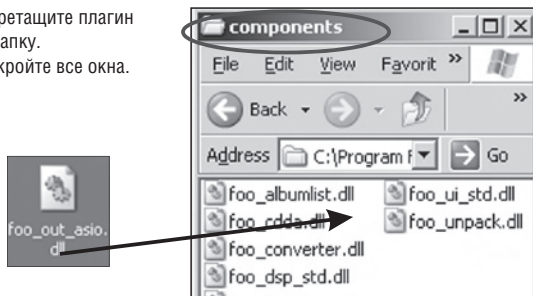 ретащите плагин
апку.
кройте все окна.
components
File Edit View Favorit »
Back »
Address C:\Program F Go
foo_albumlist.dll foo_ui_std.dll
foo_cdda.dll foo_unpack.dll
foo_converter.dll
foo_dsp_std.dll
foo_out_asio.
dll